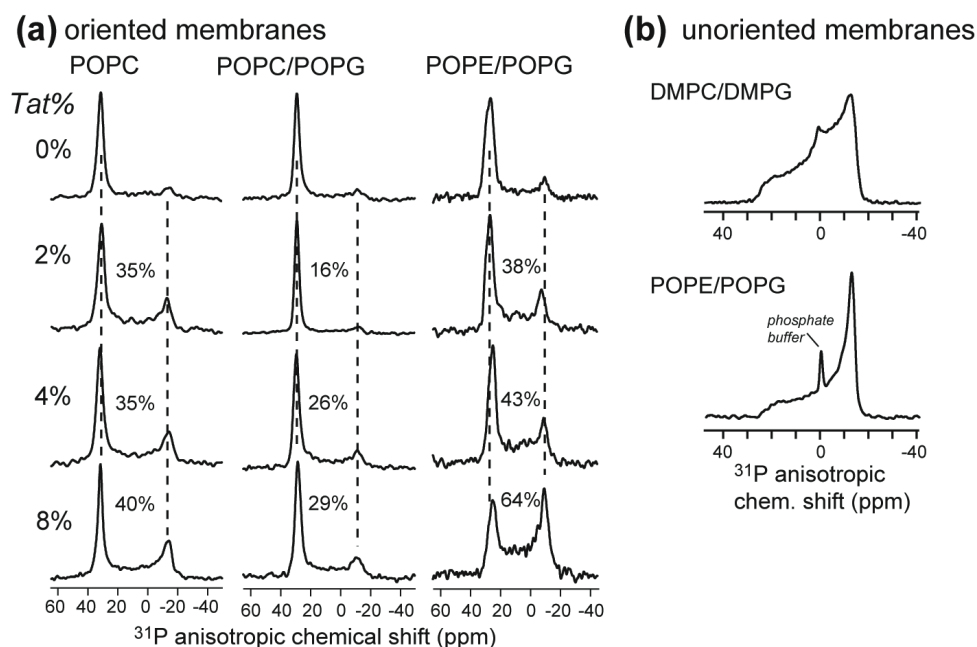 (a) oriented membranes
POPC POPC/POPG POPE/POPG
Tat%
0%
2% 35% 16% 38%
4% 35% 26% 43%
8% 40% 29% 64%
60 40 20 0 -20 -40 60 40 20 0 -20 -40 60 40 20 0 -20 -40
³¹P anisotropic chemical shift (ppm)
(b) unoriented membranes
DMPC/DMPG
40 0 -40
POPE/POPG
phosphate
buffer
40 0 -40
³¹P anisotropic
chem. shift (ppm)